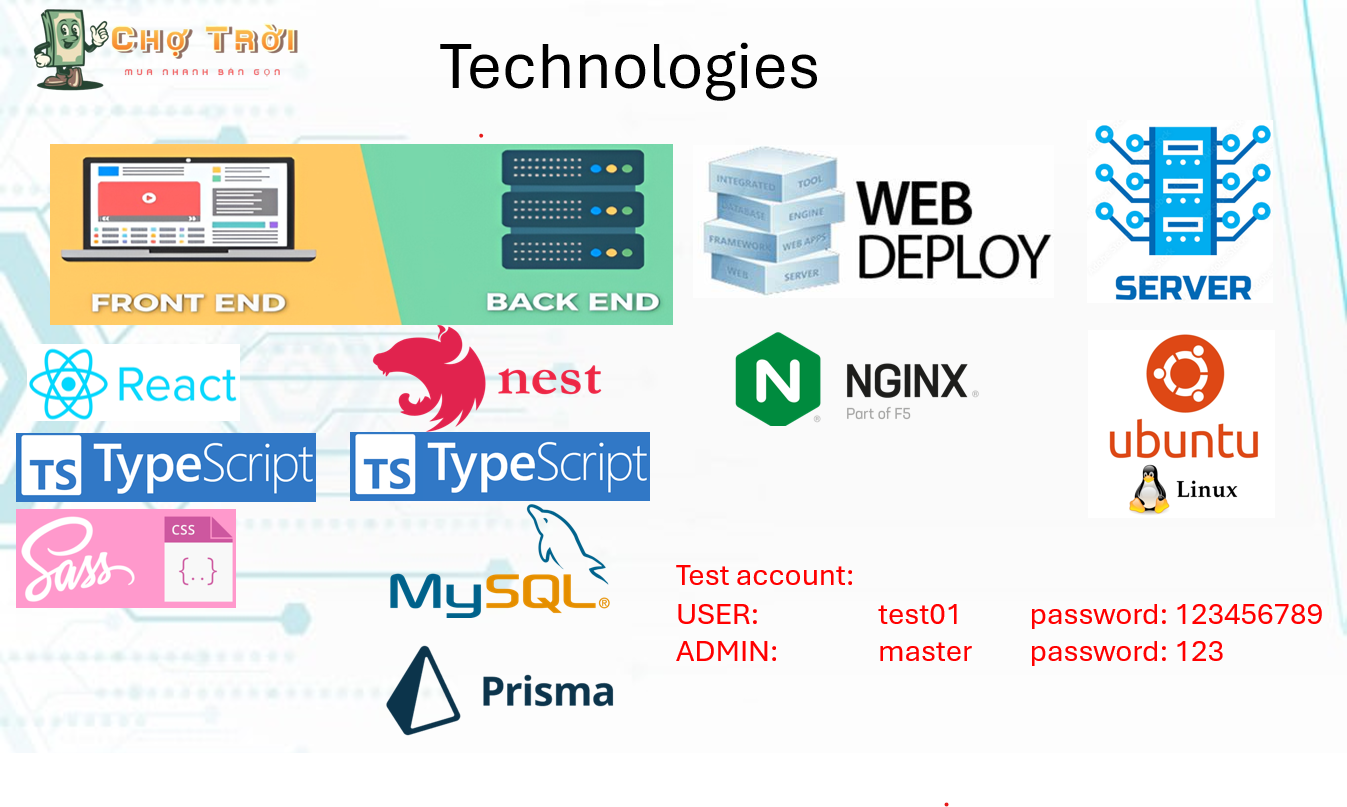 CHỢ TRỜI
MUA NHANH BÁN GỌN
Technologies
FRONT END
BACK END
INTEGRATED TOOL
DATABASE ENGINE
FRAMEWORK WEB APPS
WEB SERVER
WEB
DEPLOY
SERVER
React
nest
NGINX®
Part of F5
ubuntu
Linux
TS TypeScript
TS TypeScript
Sass
CSS
{..}
MySQL®
Prisma
Test account:
USER: test01 password: 123456789
ADMIN: master password: 123